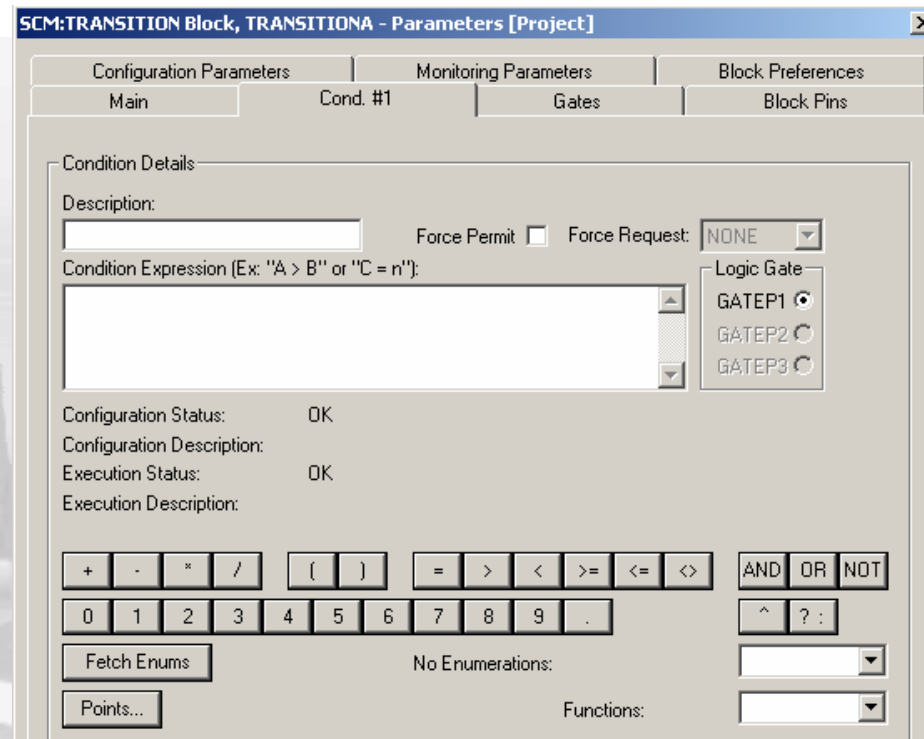 SCM:TRANSITION Block, TRANSITIONA - Parameters [Project]
Configuration Parameters Monitoring Parameters Block Preferences
Main Cond. #1 Gates Block Pins
Condition Details
Description:
Force Permit Force Request: NONE
Condition Expression (Ex: "A > B" or "C = n"):
Logic Gate
GATEP1
GATEP2
GATEP3
Configuration Status: OK
Configuration Description:
Execution Status: OK
Execution Description:
+ - * / ( ) = > < >= <= <> AND OR NOT
0 1 2 3 4 5 6 7 8 9 . ^ ? :
Fetch Enums No Enumerations:
Points... Functions: